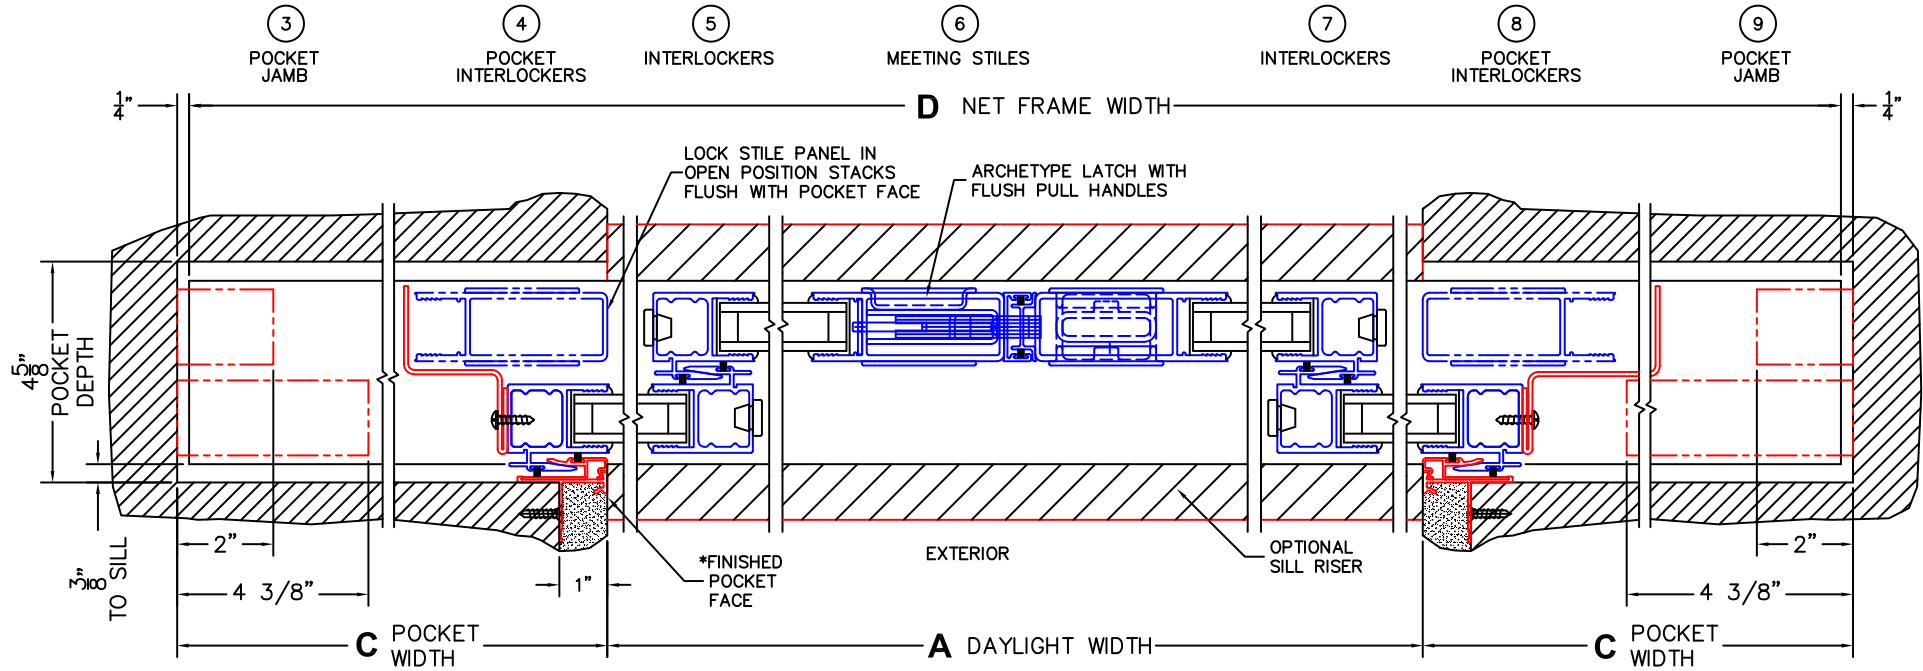 3
POCKET
JAMB
4
POCKET
INTERLOCKERS
5
INTERLOCKERS
6
MEETING STILES
7
INTERLOCKERS
8
POCKET
INTERLOCKERS
9
POCKET
JAMB
1/4"
D NET FRAME WIDTH
1/4"
LOCK STILE PANEL IN
OPEN POSITION STACKS
FLUSH WITH POCKET FACE
ARCHETYPE LATCH WITH
FLUSH PULL HANDLES
4 5/8"
POCKET
DEPTH
3/8"
TO SILL
2"
4 3/8"
1"
*FINISHED
POCKET
FACE
EXTERIOR
OPTIONAL
SILL RISER
2"
4 3/8"
C POCKET
WIDTH
A DAYLIGHT WIDTH
C POCKET
WIDTH